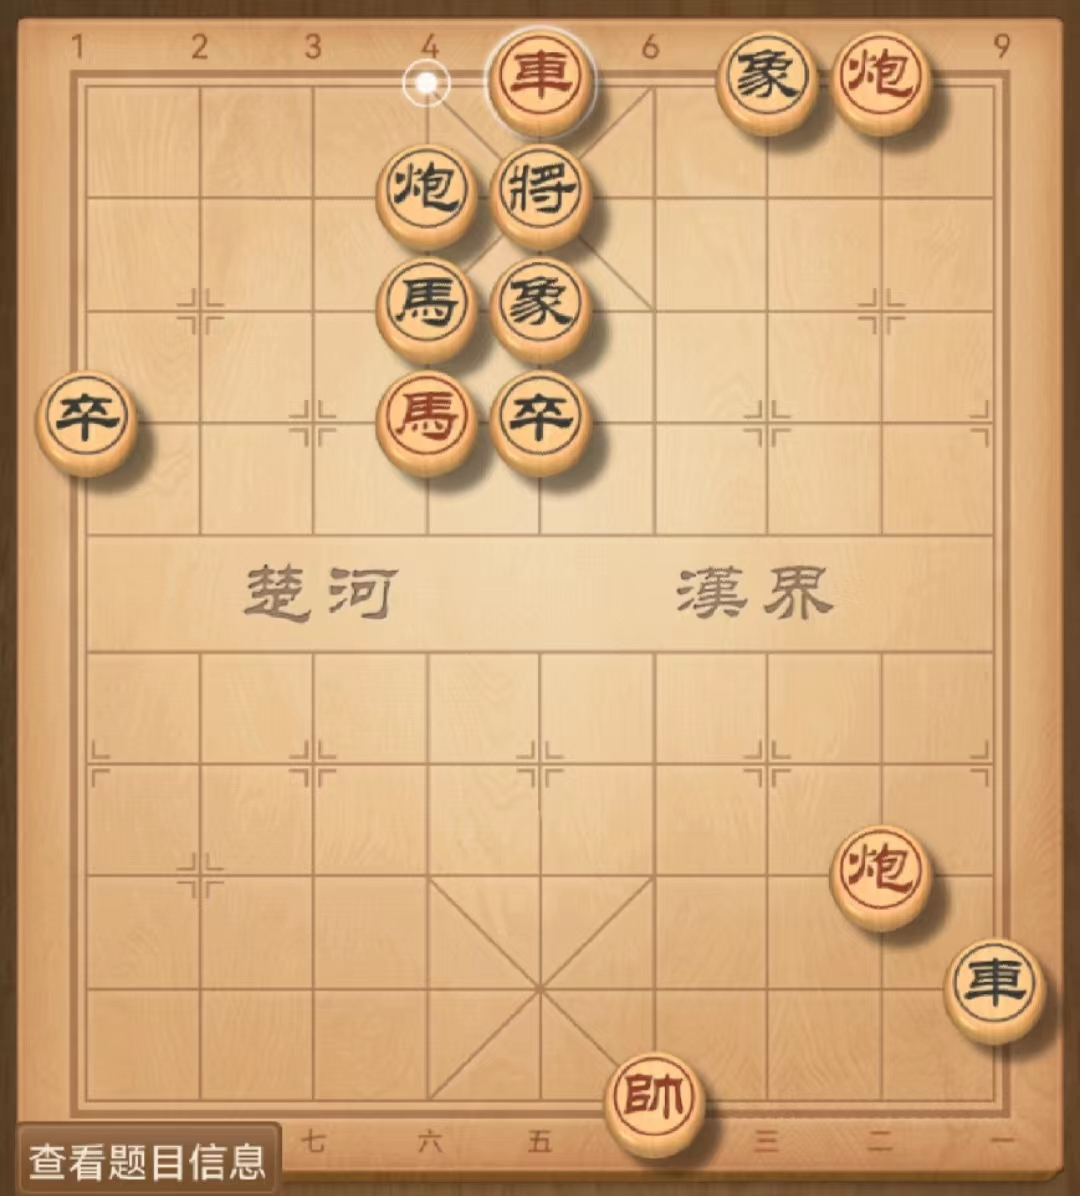 1 2 3 4 6 9
車 象 炮
炮 將
馬 象
卒 馬 卒
楚河 漢界
炮
車
帥
七 六 五 三 二 一
查看题目信息